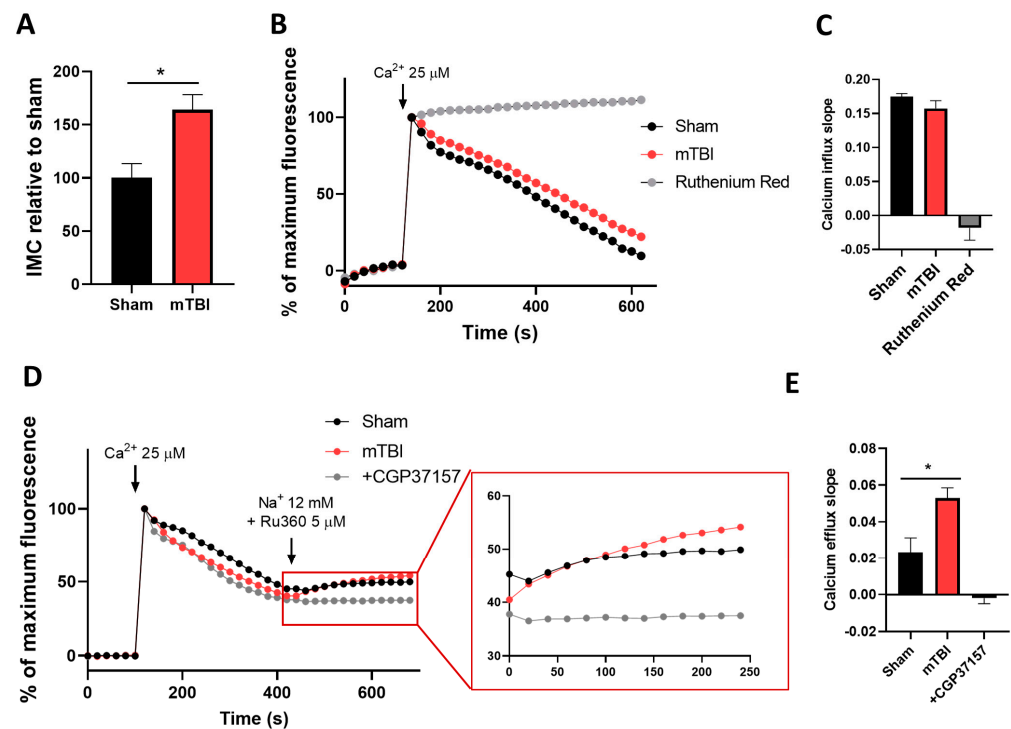 A
IMC relative to sham
200
150
100
50
0
*
Sham
mTBI
B
% of maximum fluorescence
Ca2+ 25 μM
100
50
0
0
200
400
600
Time (s)
Sham
mTBI
Ruthenium Red
C
Calcium influx slope
0.20
0.15
0.10
0.05
0.00
-0.05
Sham
mTBI
Ruthenium Red
D
% of maximum fluorescence
Ca2+ 25 μM
Sham
mTBI
+CGP37157
Na+ 12 mM
+ Ru360 5 μM
100
50
0
0
200
400
600
Time (s)
60
50
40
30
0
50
100
150
200
250
E
Calcium efflux slope
0.08
0.06
0.04
0.02
0.00
-0.02
*
Sham
mTBI
+CGP37157